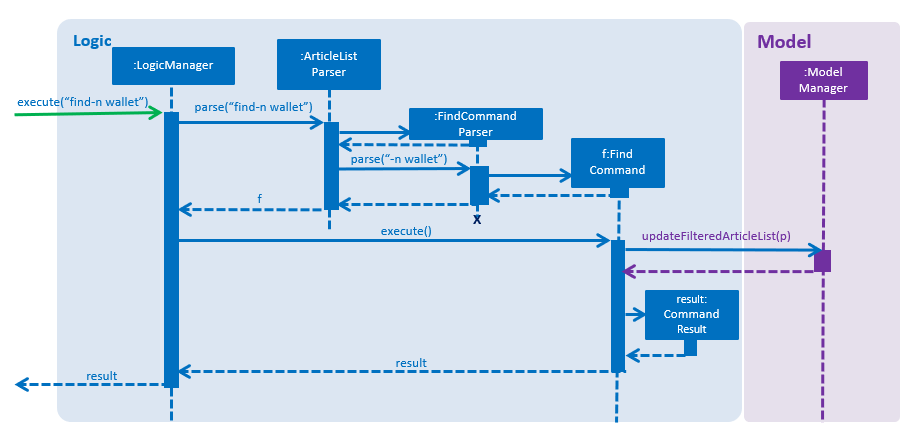 Logic
Model
:LogicManager
:ArticleList
Parser
:Model
Manager
execute(“find-n wallet”)
parse(“find-n wallet”)
:FindCommand
Parser
parse(“-n wallet”)
f:Find
Command
f
X
execute()
updateFilteredArticleList(p)
result:
Command
Result
result
result